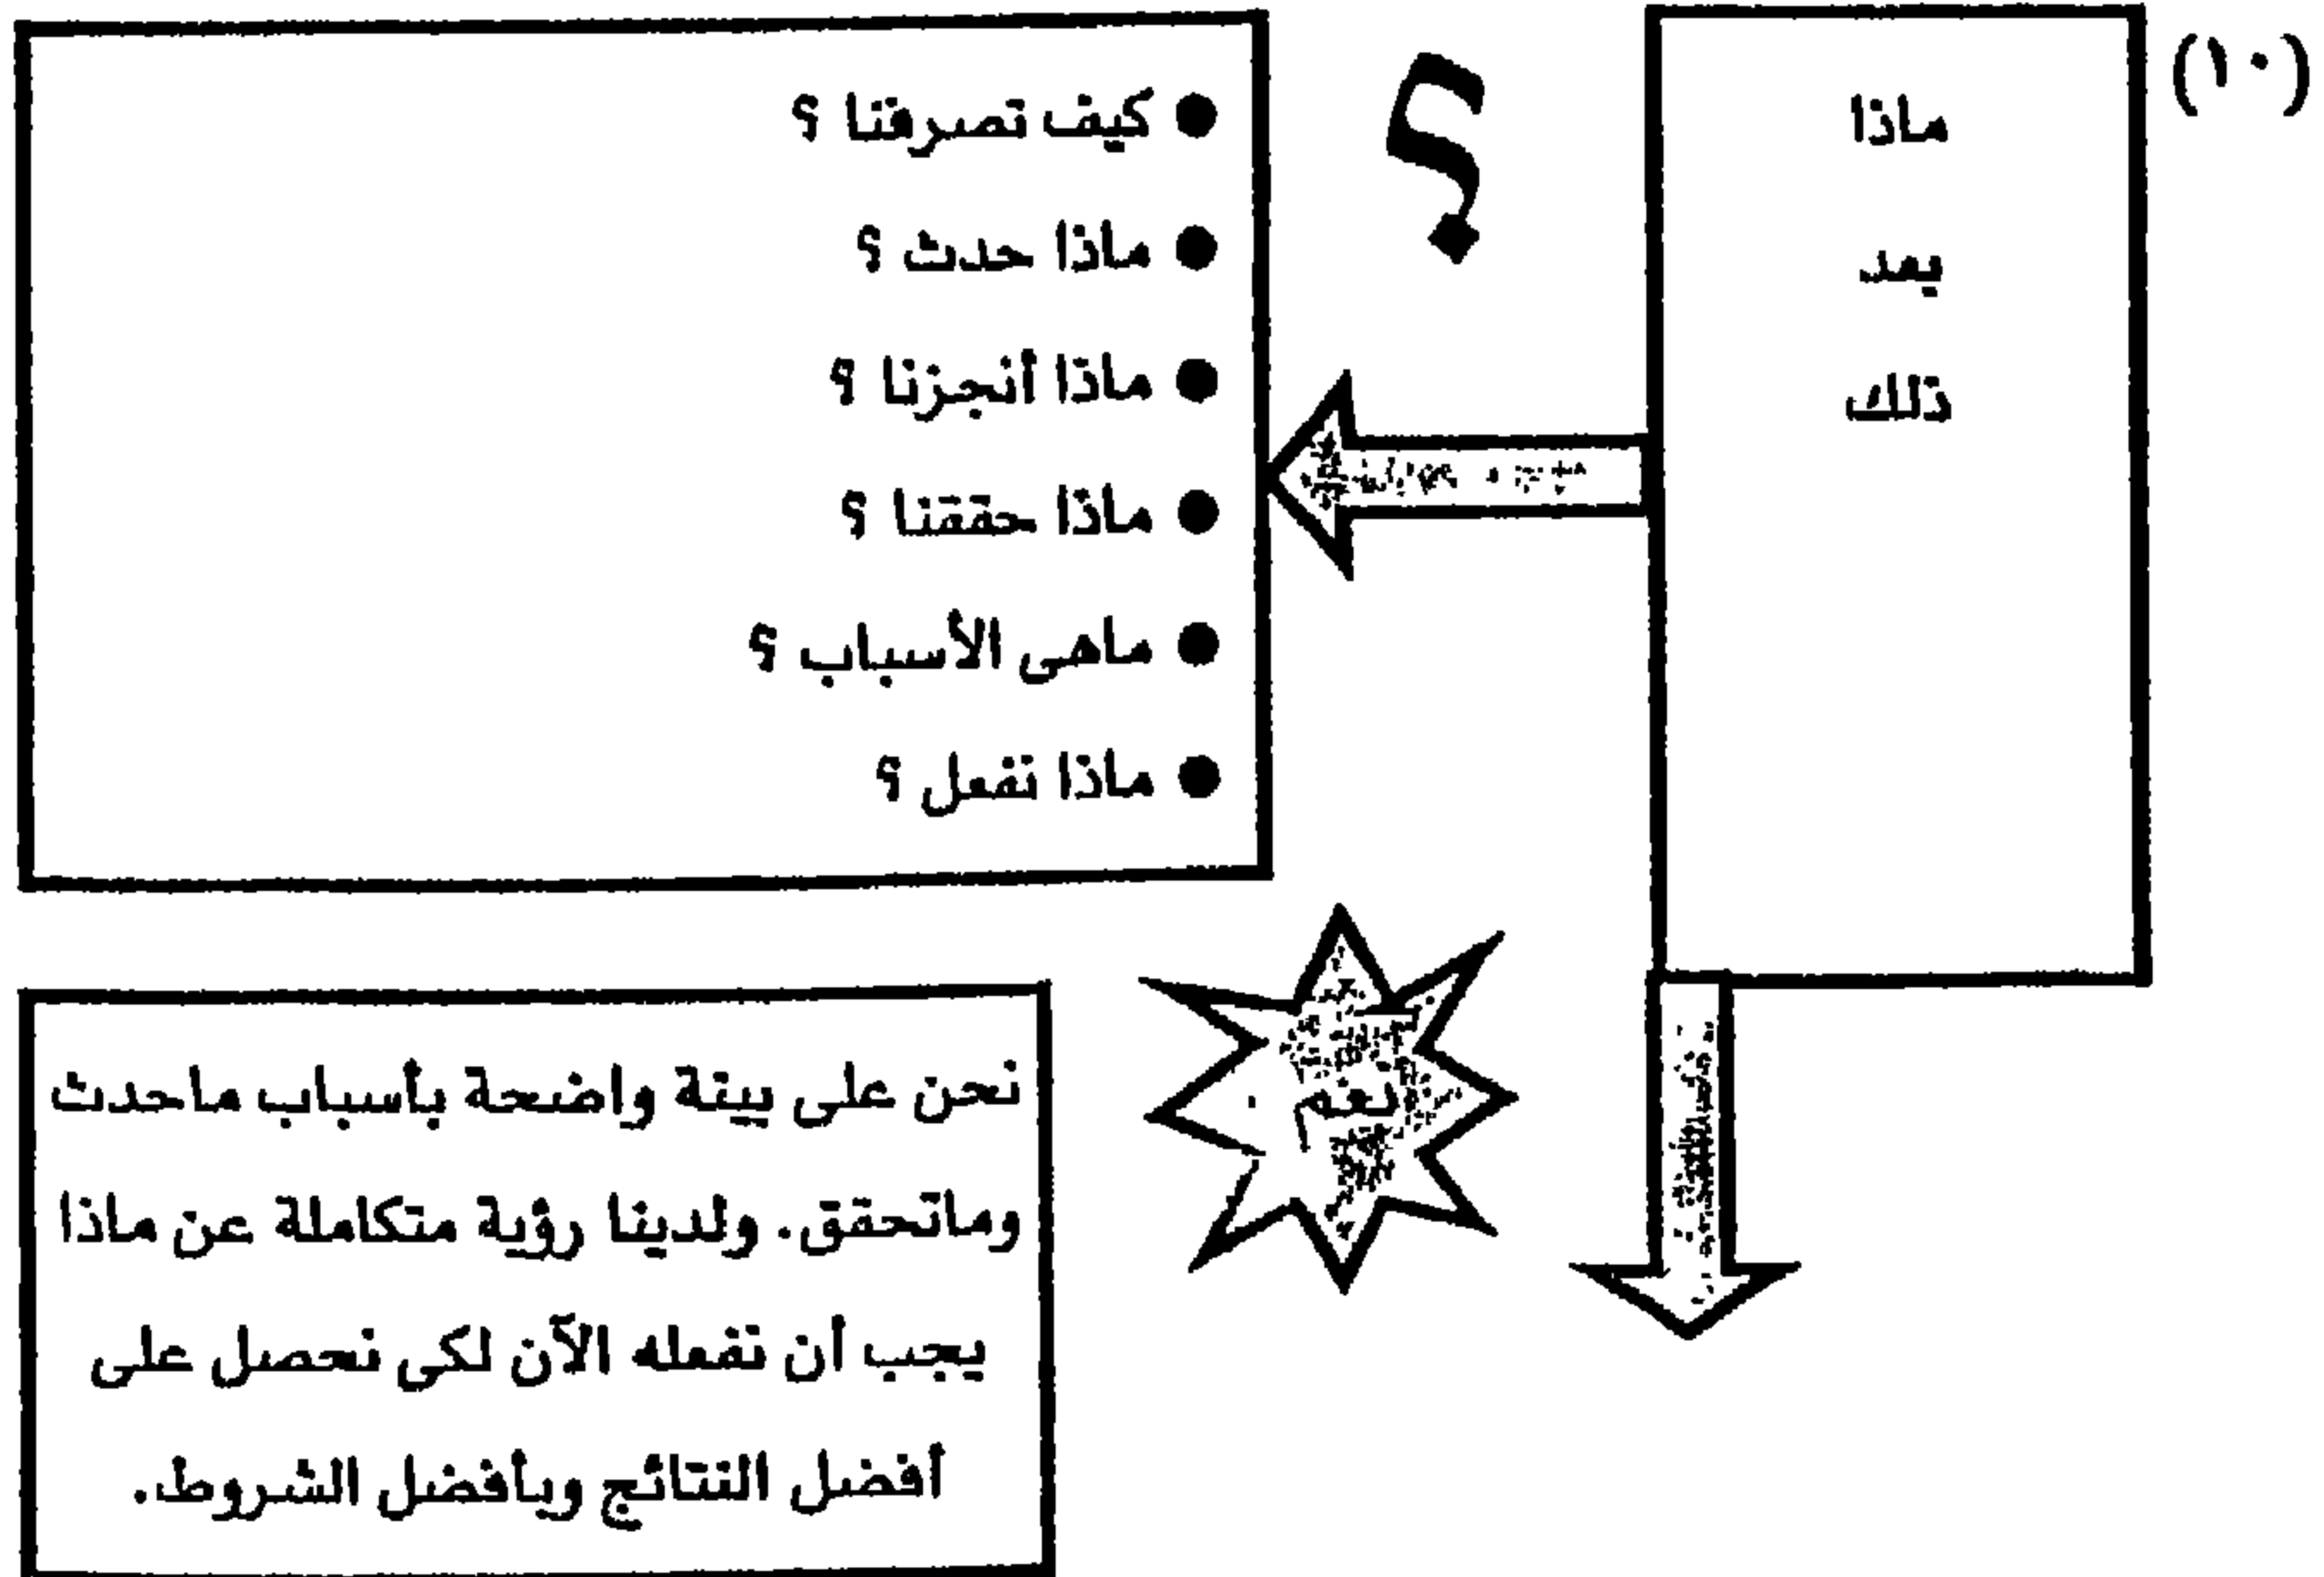 (١٠)
ماذا
بعد
ذلك
؟
● كيف تصرفنا ؟
● ماذا حدث ؟
● ماذا أنجزنا ؟
● ماذا حققنا ؟
● ماهى الأسباب ؟
● ماذا نفعل ؟
نعم
نحن على بينة واضحة بأسباب ماحدث
وماتحقق. ولدينا رؤية متكاملة عن ماذا
يجب أن نفعله الآن لكى نحصل على
أفضل النتائج وبأفضل الشروط.